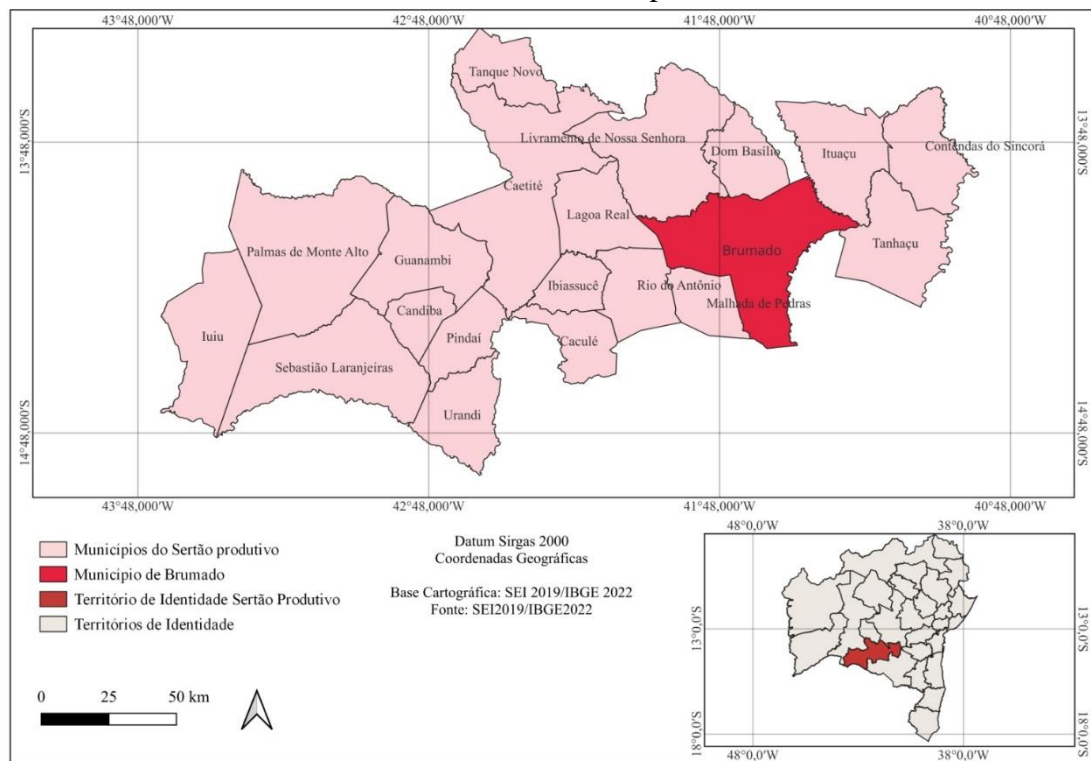 43°48,000'W 42°48,000'W 41°48,000'W 40°48,000'W
Tanque Novo
13°48,000'S
Livramento de Nossa Senhora
Dom Basílio
Ituaçu
Contendas do Sincorá
13°48,000'S
Caetité
Lagoa Real
Palmas de Monte Alto
Guanambi
Brumado
Tanhaçu
Ibiassucê
Rio do Antônio
Malhada de Pedras
Candiba
Iuiu
Pindaí
Caculé
Sebastião Laranjeiras
Urandi
14°48,000'S
14°48,000'S
43°48,000'W 42°48,000'W 41°48,000'W 40°48,000'W
Municípios do Sertão produtivo
Município de Brumado
Território de Identidade Sertão Produtivo
Territórios de Identidade
0 25 50 km
Datum Sirgas 2000
Coordenadas Geográficas
Base Cartográfica: SEI 2019/IBGE 2022
Fonte: SEI2019/IBGE2022
48°0,0'W 38°0,0'W
13°0,0'S
13°0,0'S
18°0,0'S
18°0,0'S
48°0,0'W 38°0,0'W